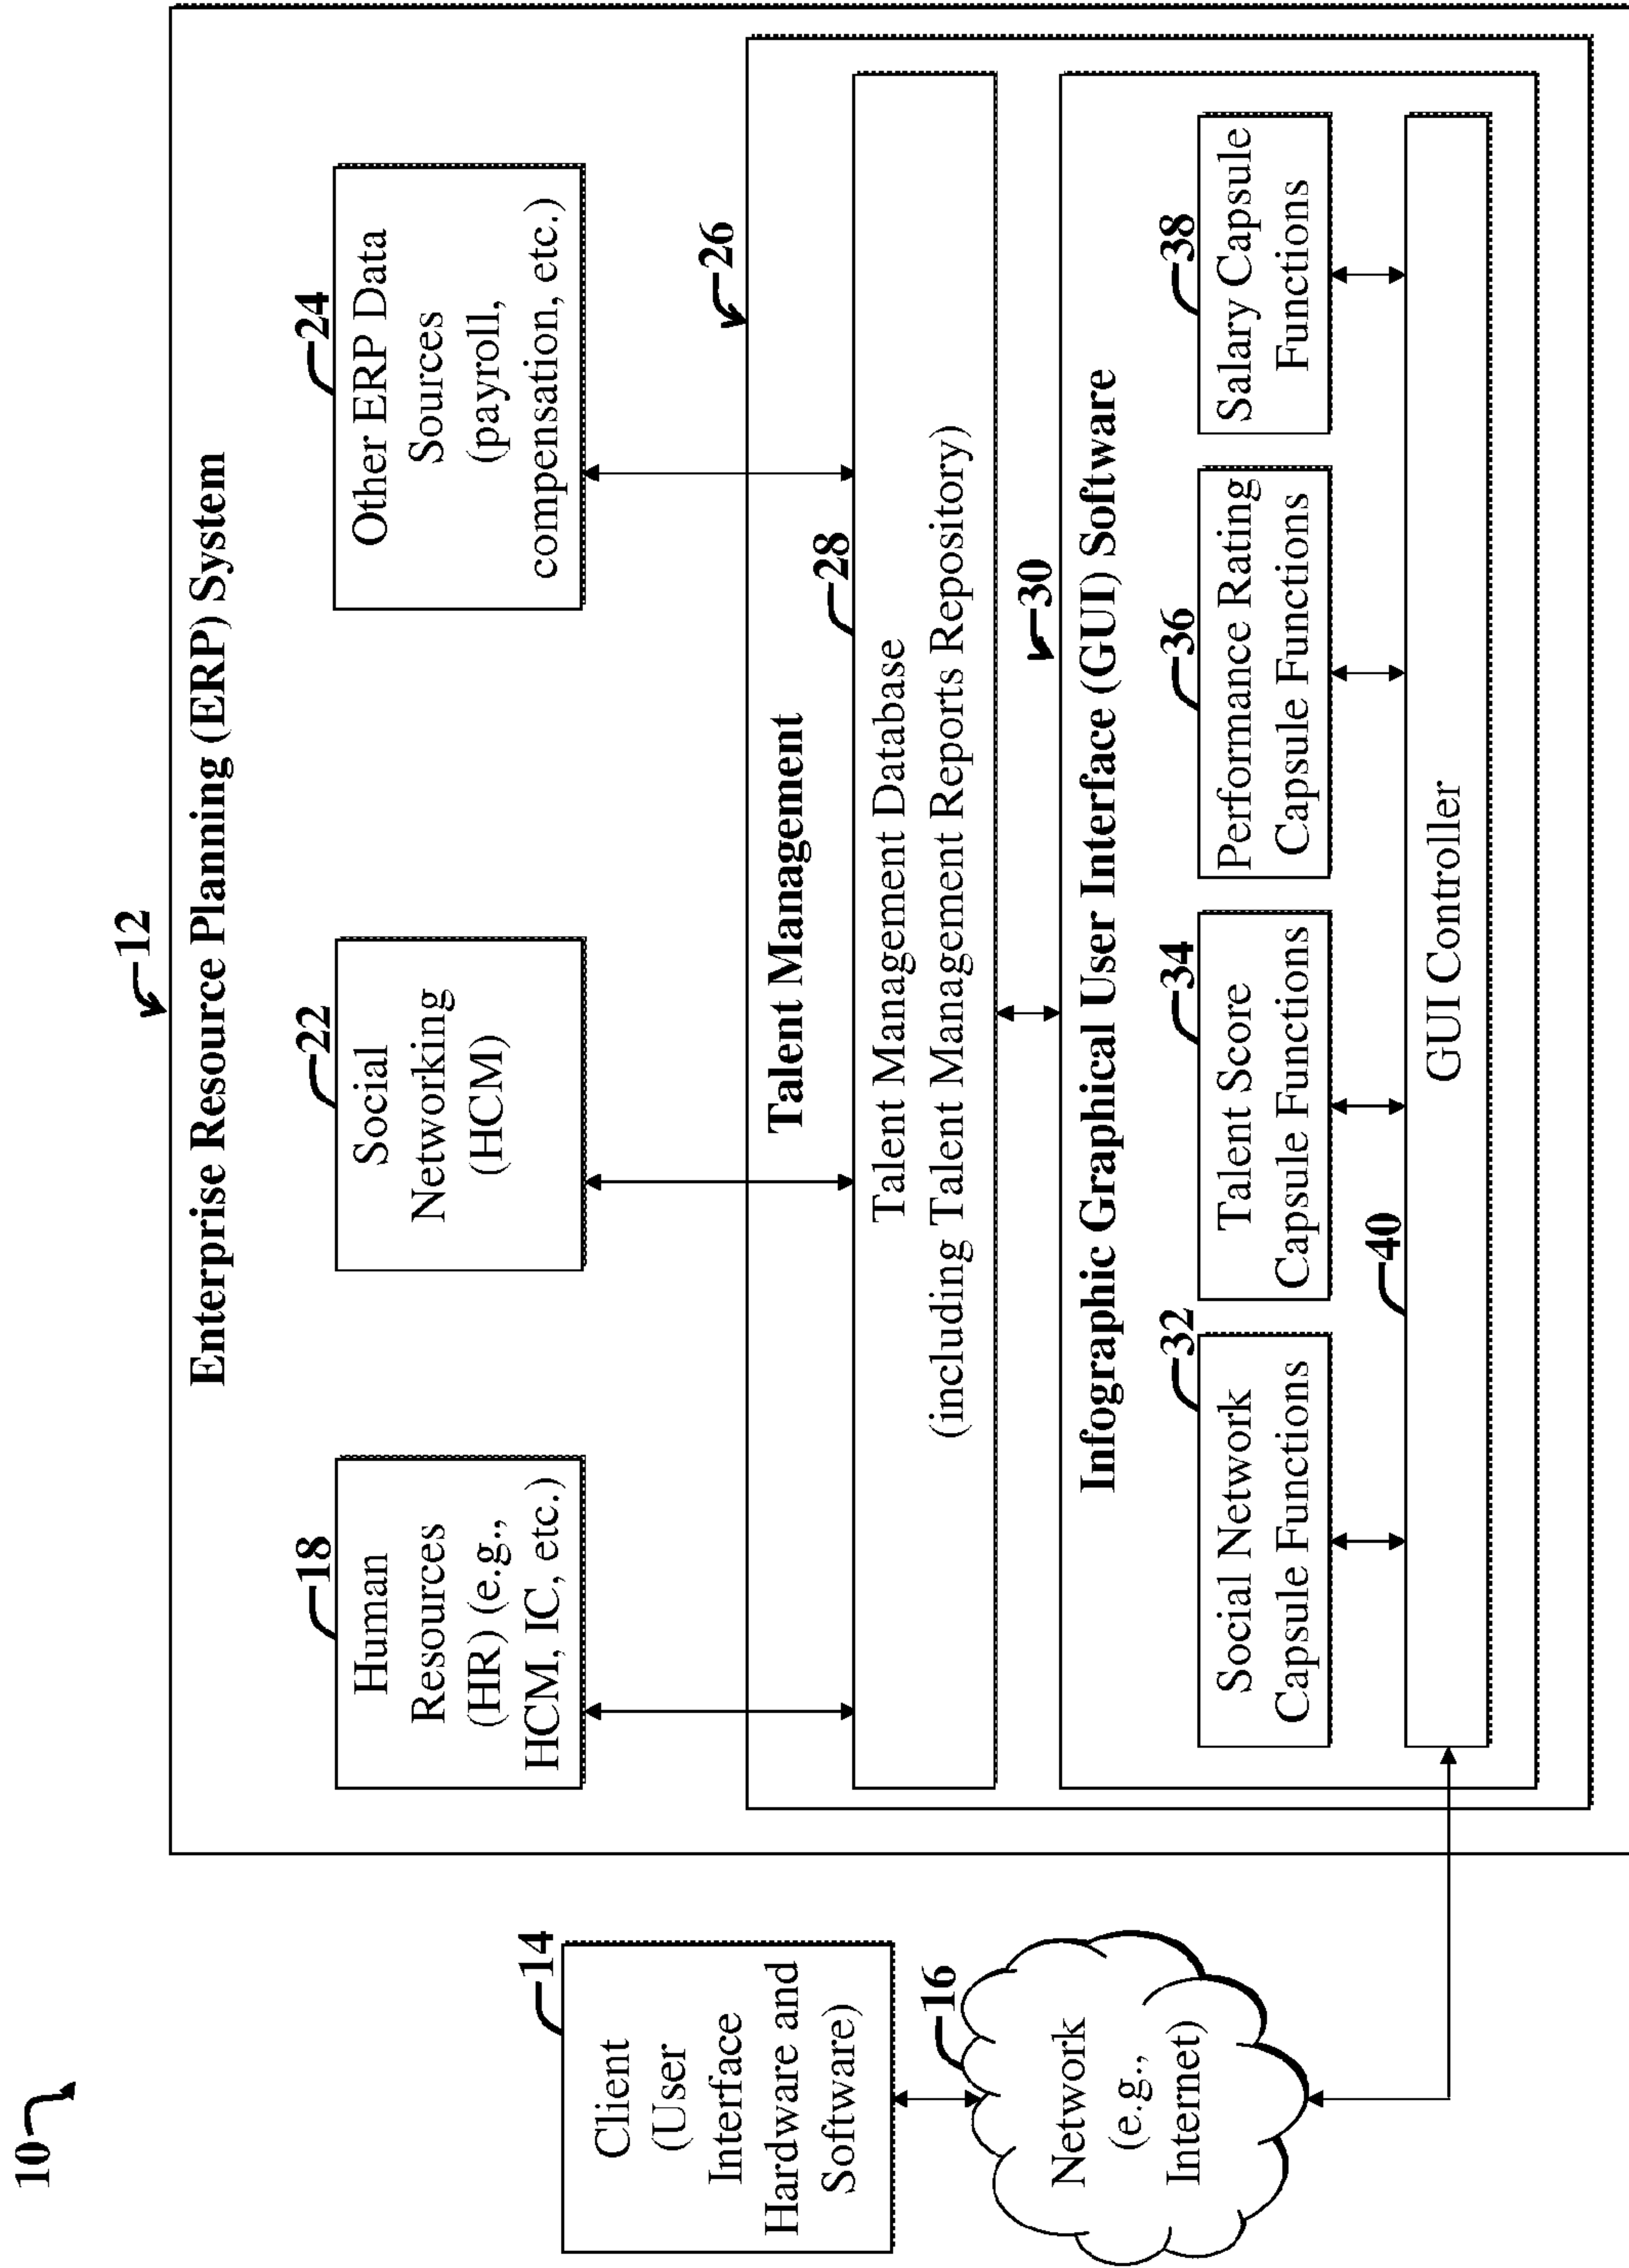 10
12
Enterprise Resource Planning (ERP) System
14
Client
(User
Interface
Hardware and
Software)
16
Network
(e.g.,
Internet)
18
Human
Resources
(HR) (e.g.,
HCM, IC, etc.)
22
Social
Networking
(HCM)
24
Other ERP Data
Sources
(payroll,
compensation, etc.)
26
Talent Management
28
Talent Management Database
(including Talent Management Reports Repository)
30
Infographic Graphical User Interface (GUI) Software
32
Social Network
Capsule Functions
34
Talent Score
Capsule Functions
36
Performance Rating
Capsule Functions
38
Salary Capsule
Functions
40
GUI Controller